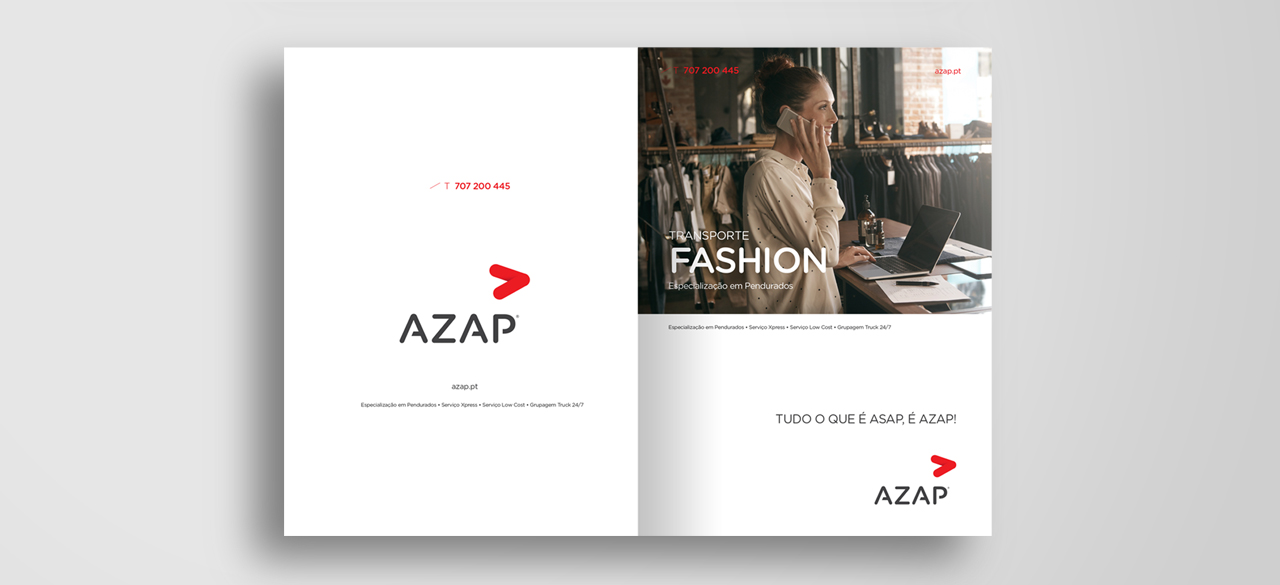 T 707 200 445
AZAP®
azap.pt
Especialização em Pendurados • Serviço Xpress • Serviço Low Cost • Grupagem Truck 24/7
T 707 200 445
azap.pt
TRANSPORTE
FASHION
Especialização em Pendurados
Especialização em Pendurados • Serviço Xpress • Serviço Low Cost • Grupagem Truck 24/7
TUDO O QUE É ASAP, É AZAP!
AZAP®